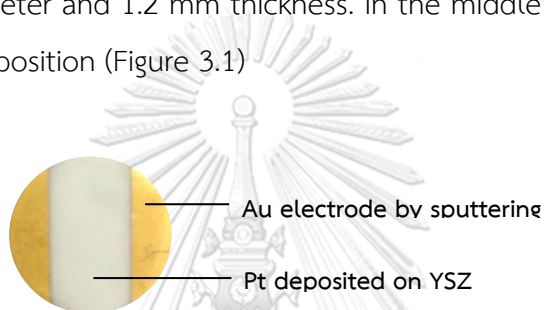 eter and 1.2 mm thickness. In the middle
position (Figure 3.1)
Au electrode by sputtering
Pt deposited on YSZ